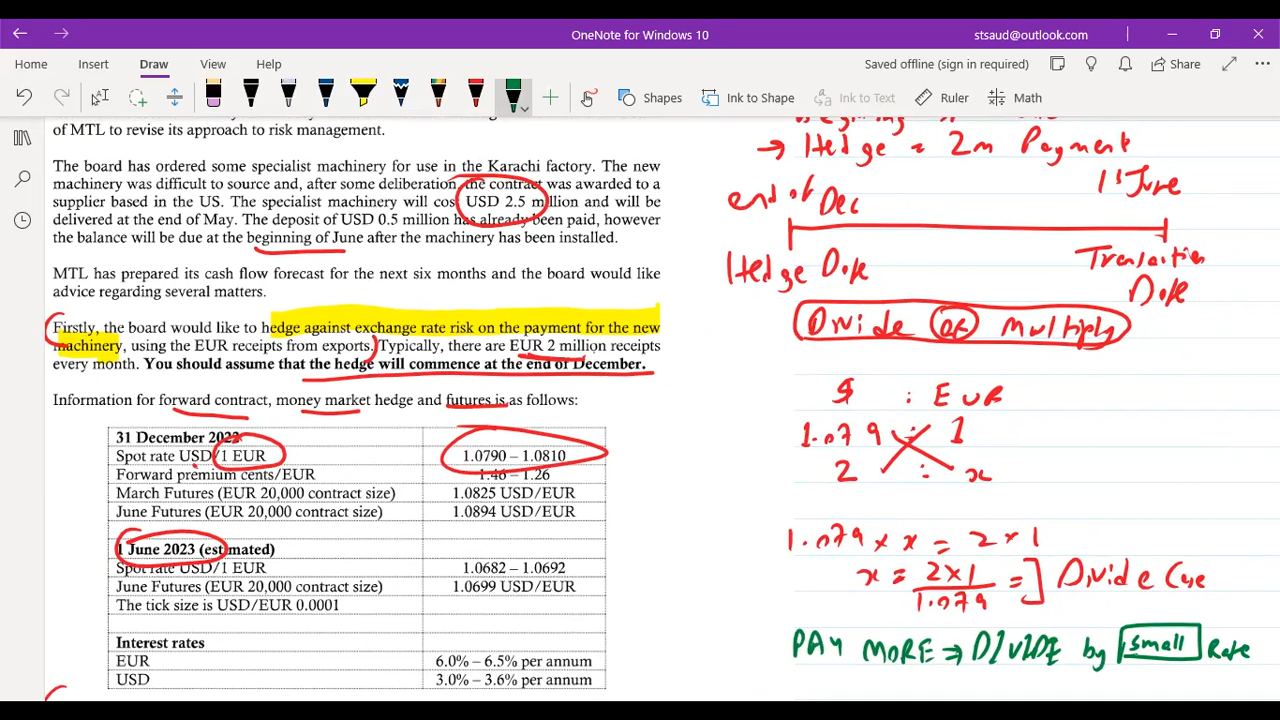 OneNote for Windows 10
stsaud@outlook.com
Home Insert Draw View Help
Saved offline (sign in required)
Share
Shapes
Ink to Shape
Ink to Text
Ruler
Math
of MTL to revise its approach to risk management.
The board has ordered some specialist machinery for use in the Karachi factory. The new
machinery was difficult to source and, after some deliberation, the contract was awarded to a
supplier based in the US. The specialist machinery will cost USD 2.5 million and will be
delivered at the end of May. The deposit of USD 0.5 million has already been paid, however
the balance will be due at the beginning of June after the machinery has been installed.
MTL has prepared its cash flow forecast for the next six months and the board would like
advice regarding several matters.
Firstly, the board would like to hedge against exchange rate risk on the payment for the new
machinery, using the EUR receipts from exports. Typically, there are EUR 2 million receipts
every month. You should assume that the hedge will commence at the end of December.
Information for forward contract, money market hedge and futures is as follows:
31 December 2022
Spot rate USD/1 EUR 1.0790 – 1.0810
Forward premium cents/EUR 1.46 – 1.26
March Futures (EUR 20,000 contract size) 1.0825 USD/EUR
June Futures (EUR 20,000 contract size) 1.0894 USD/EUR
1 June 2023 (estimated)
Spot rate USD/1 EUR 1.0682 – 1.0692
June Futures (EUR 20,000 contract size) 1.0699 USD/EUR
The tick size is USD/EUR 0.0001
Interest rates
EUR 6.0% – 6.5% per annum
USD 3.0% – 3.6% per annum
→ Hedge = 2m Payment
end of Dec
1st June
Hedge Date
Transaction
Date
Divide OR multiply
$ : EUR
1.079 : 1
2 : x
1.079 x x = 2 x 1
x = 2x1 / 1.079 = ] Divide Case
PAY MORE ⇒ DIVIDE by small Rate